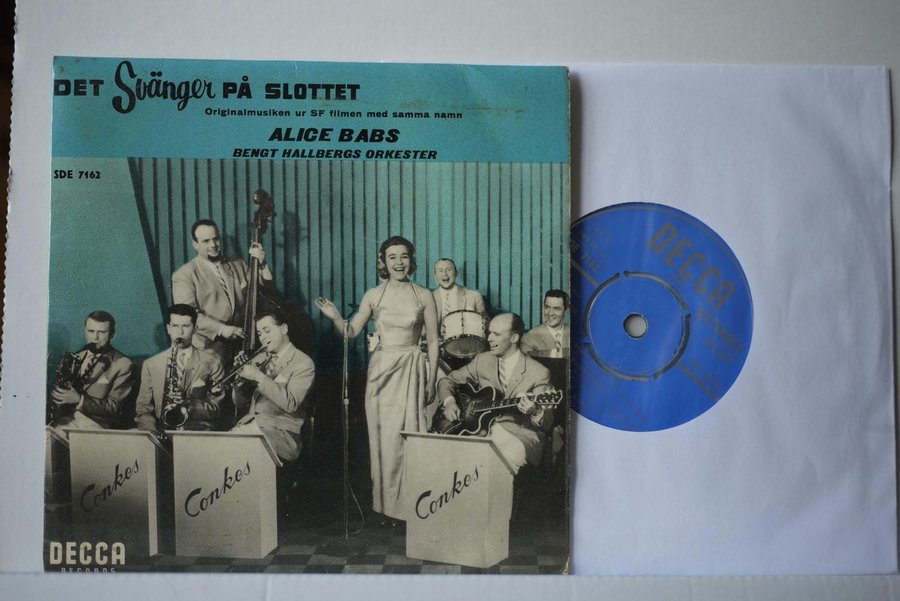 DET Svänger PÅ SLOTTET
Originalmusiken ur SF filmen med samma namn
ALICE BABS
BENGT HALLBERGS ORKESTER
SDE 7162
Conkes
Conkes
Conkes
DECCA
RECORDS
DECCA